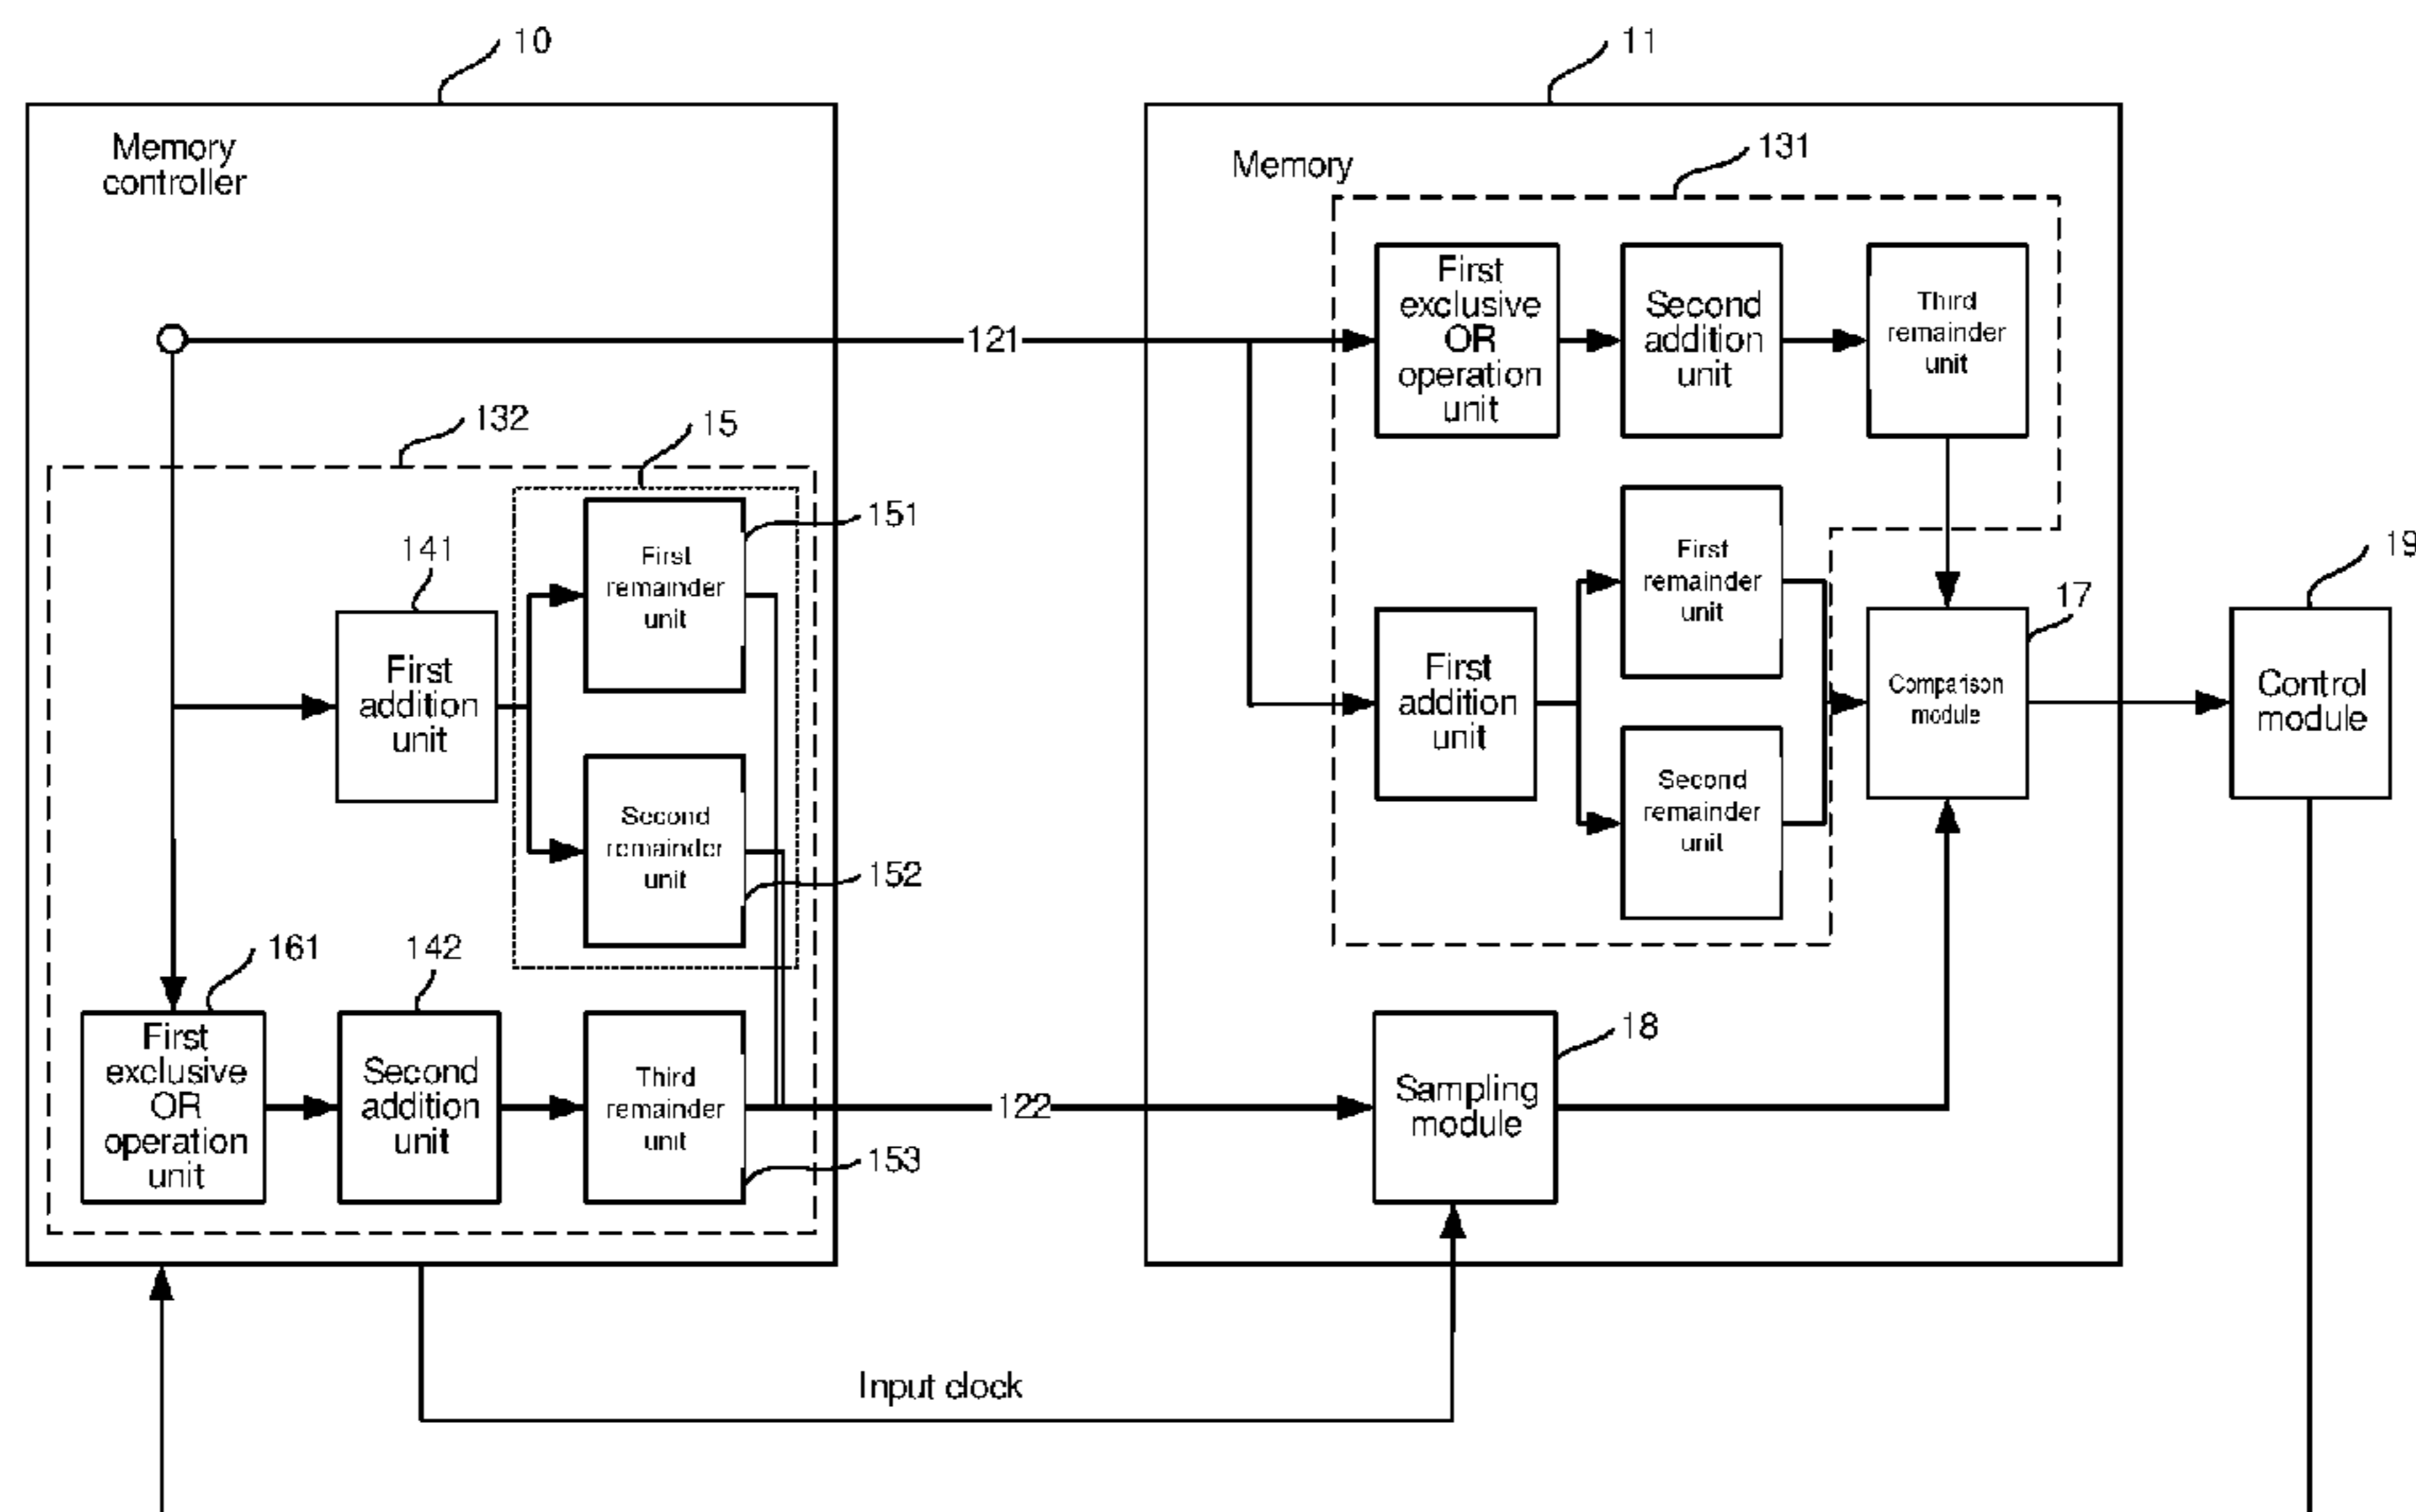 10
11
Memory
controller
Memory
131
First
exclusive
OR
operation
unit
Second
addition
unit
Third
remainder
unit
121
132
15
151
First
remainder
unit
141
First
addition
unit
Second
remainder
unit
152
First
remainder
unit
First
addition
unit
Second
remainder
unit
17
Comparison
module
19
Control
module
161
142
First
exclusive
OR
operation
unit
Second
addition
unit
Third
remainder
unit
153
122
18
Sampling
module
Input clock